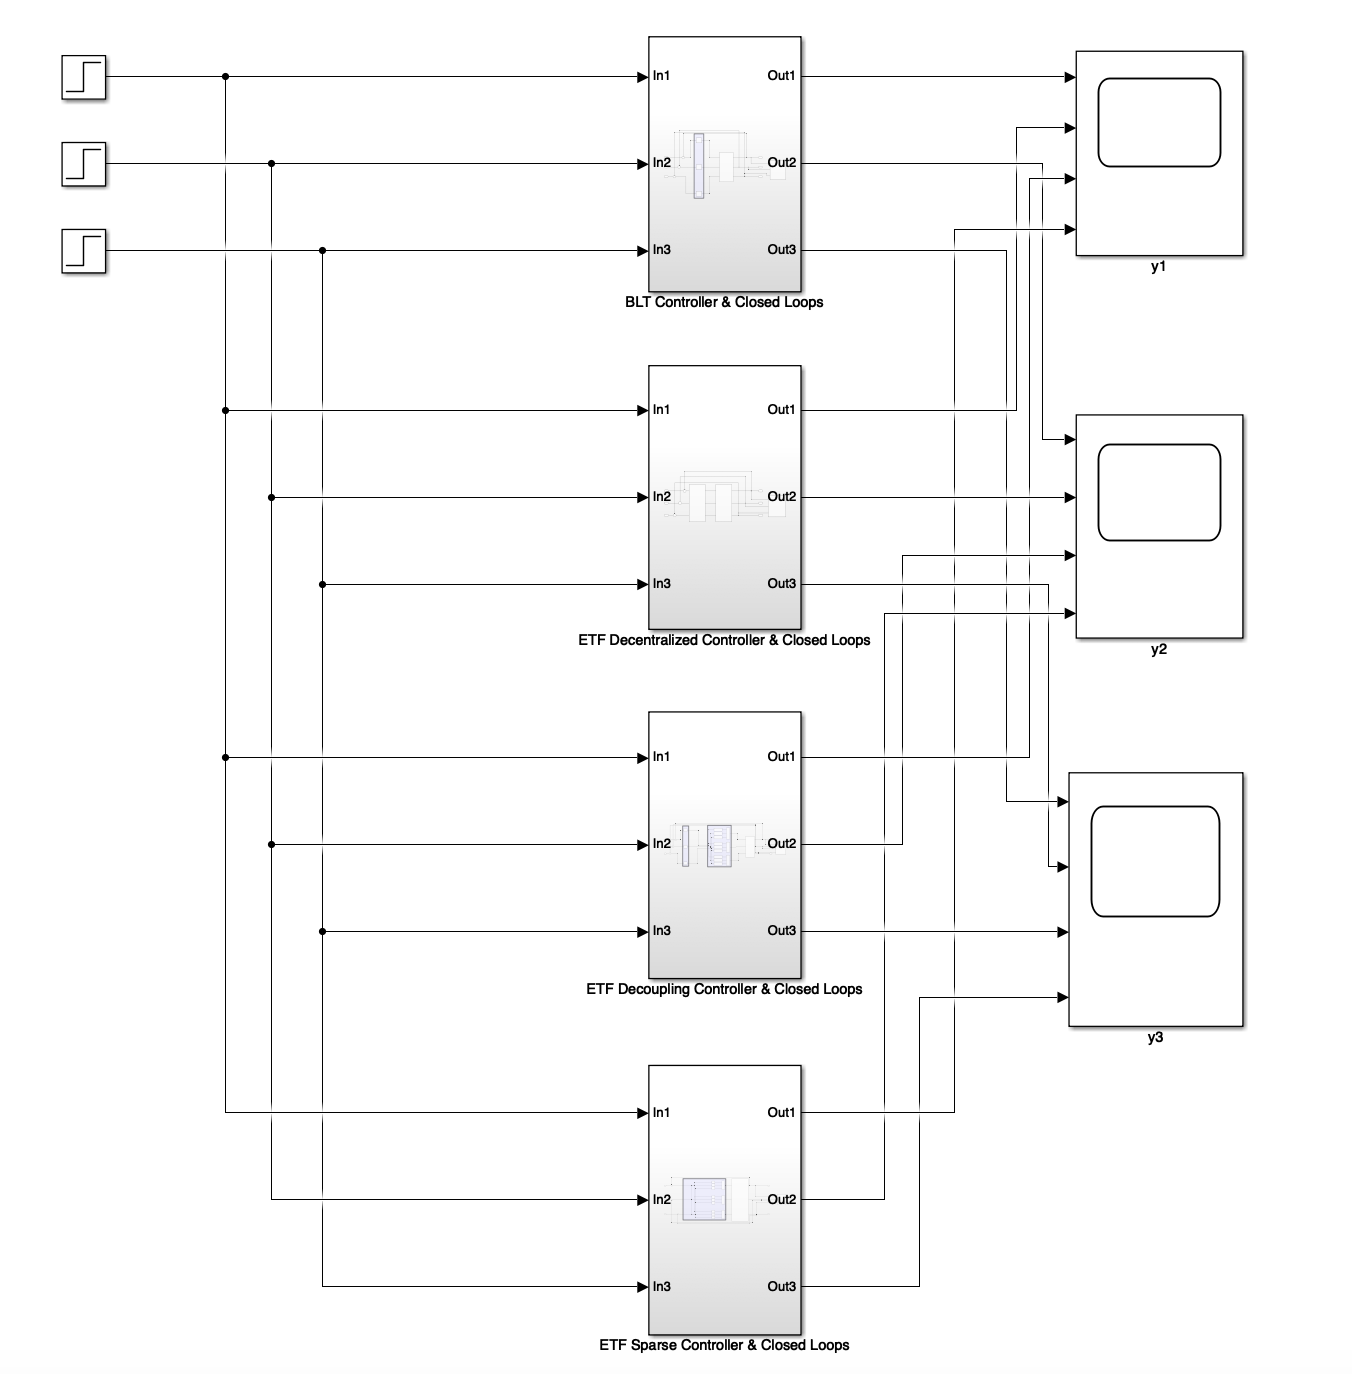 In1 Out1
In2 Out2
In3 Out3
BLT Controller & Closed Loops
y1
In1 Out1
In2 Out2
In3 Out3
ETF Decentralized Controller & Closed Loops
y2
In1 Out1
In2 Out2
In3 Out3
ETF Decoupling Controller & Closed Loops
y3
In1 Out1
In2 Out2
In3 Out3
ETF Sparse Controller & Closed Loops